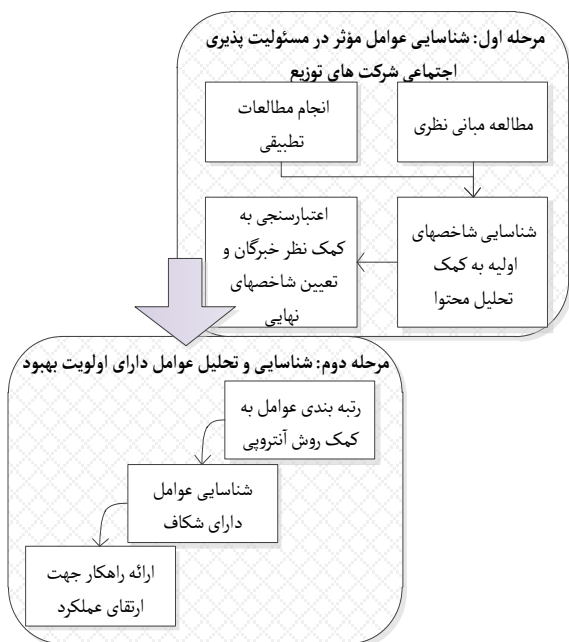 مرحله اول: شناسایی عوامل مؤثر در مسئولیت پذیری
اجتماعی شرکت های توزیع
مطالعه مبانی نظری
انجام مطالعات
تطبیقی
شناسایی شاخصهای
اولیه به کمک
تحلیل محتوا
اعتبارسنجی به
کمک نظر خبرگان و
تعیین شاخصهای
نهایی
مرحله دوم: شناسایی و تحلیل عوامل دارای اولویت بهبود
رتبه بندی عوامل به
کمک روش آنتروپی
شناسایی عوامل
دارای شکاف
ارائه راهکار جهت
ارتقای عملکرد